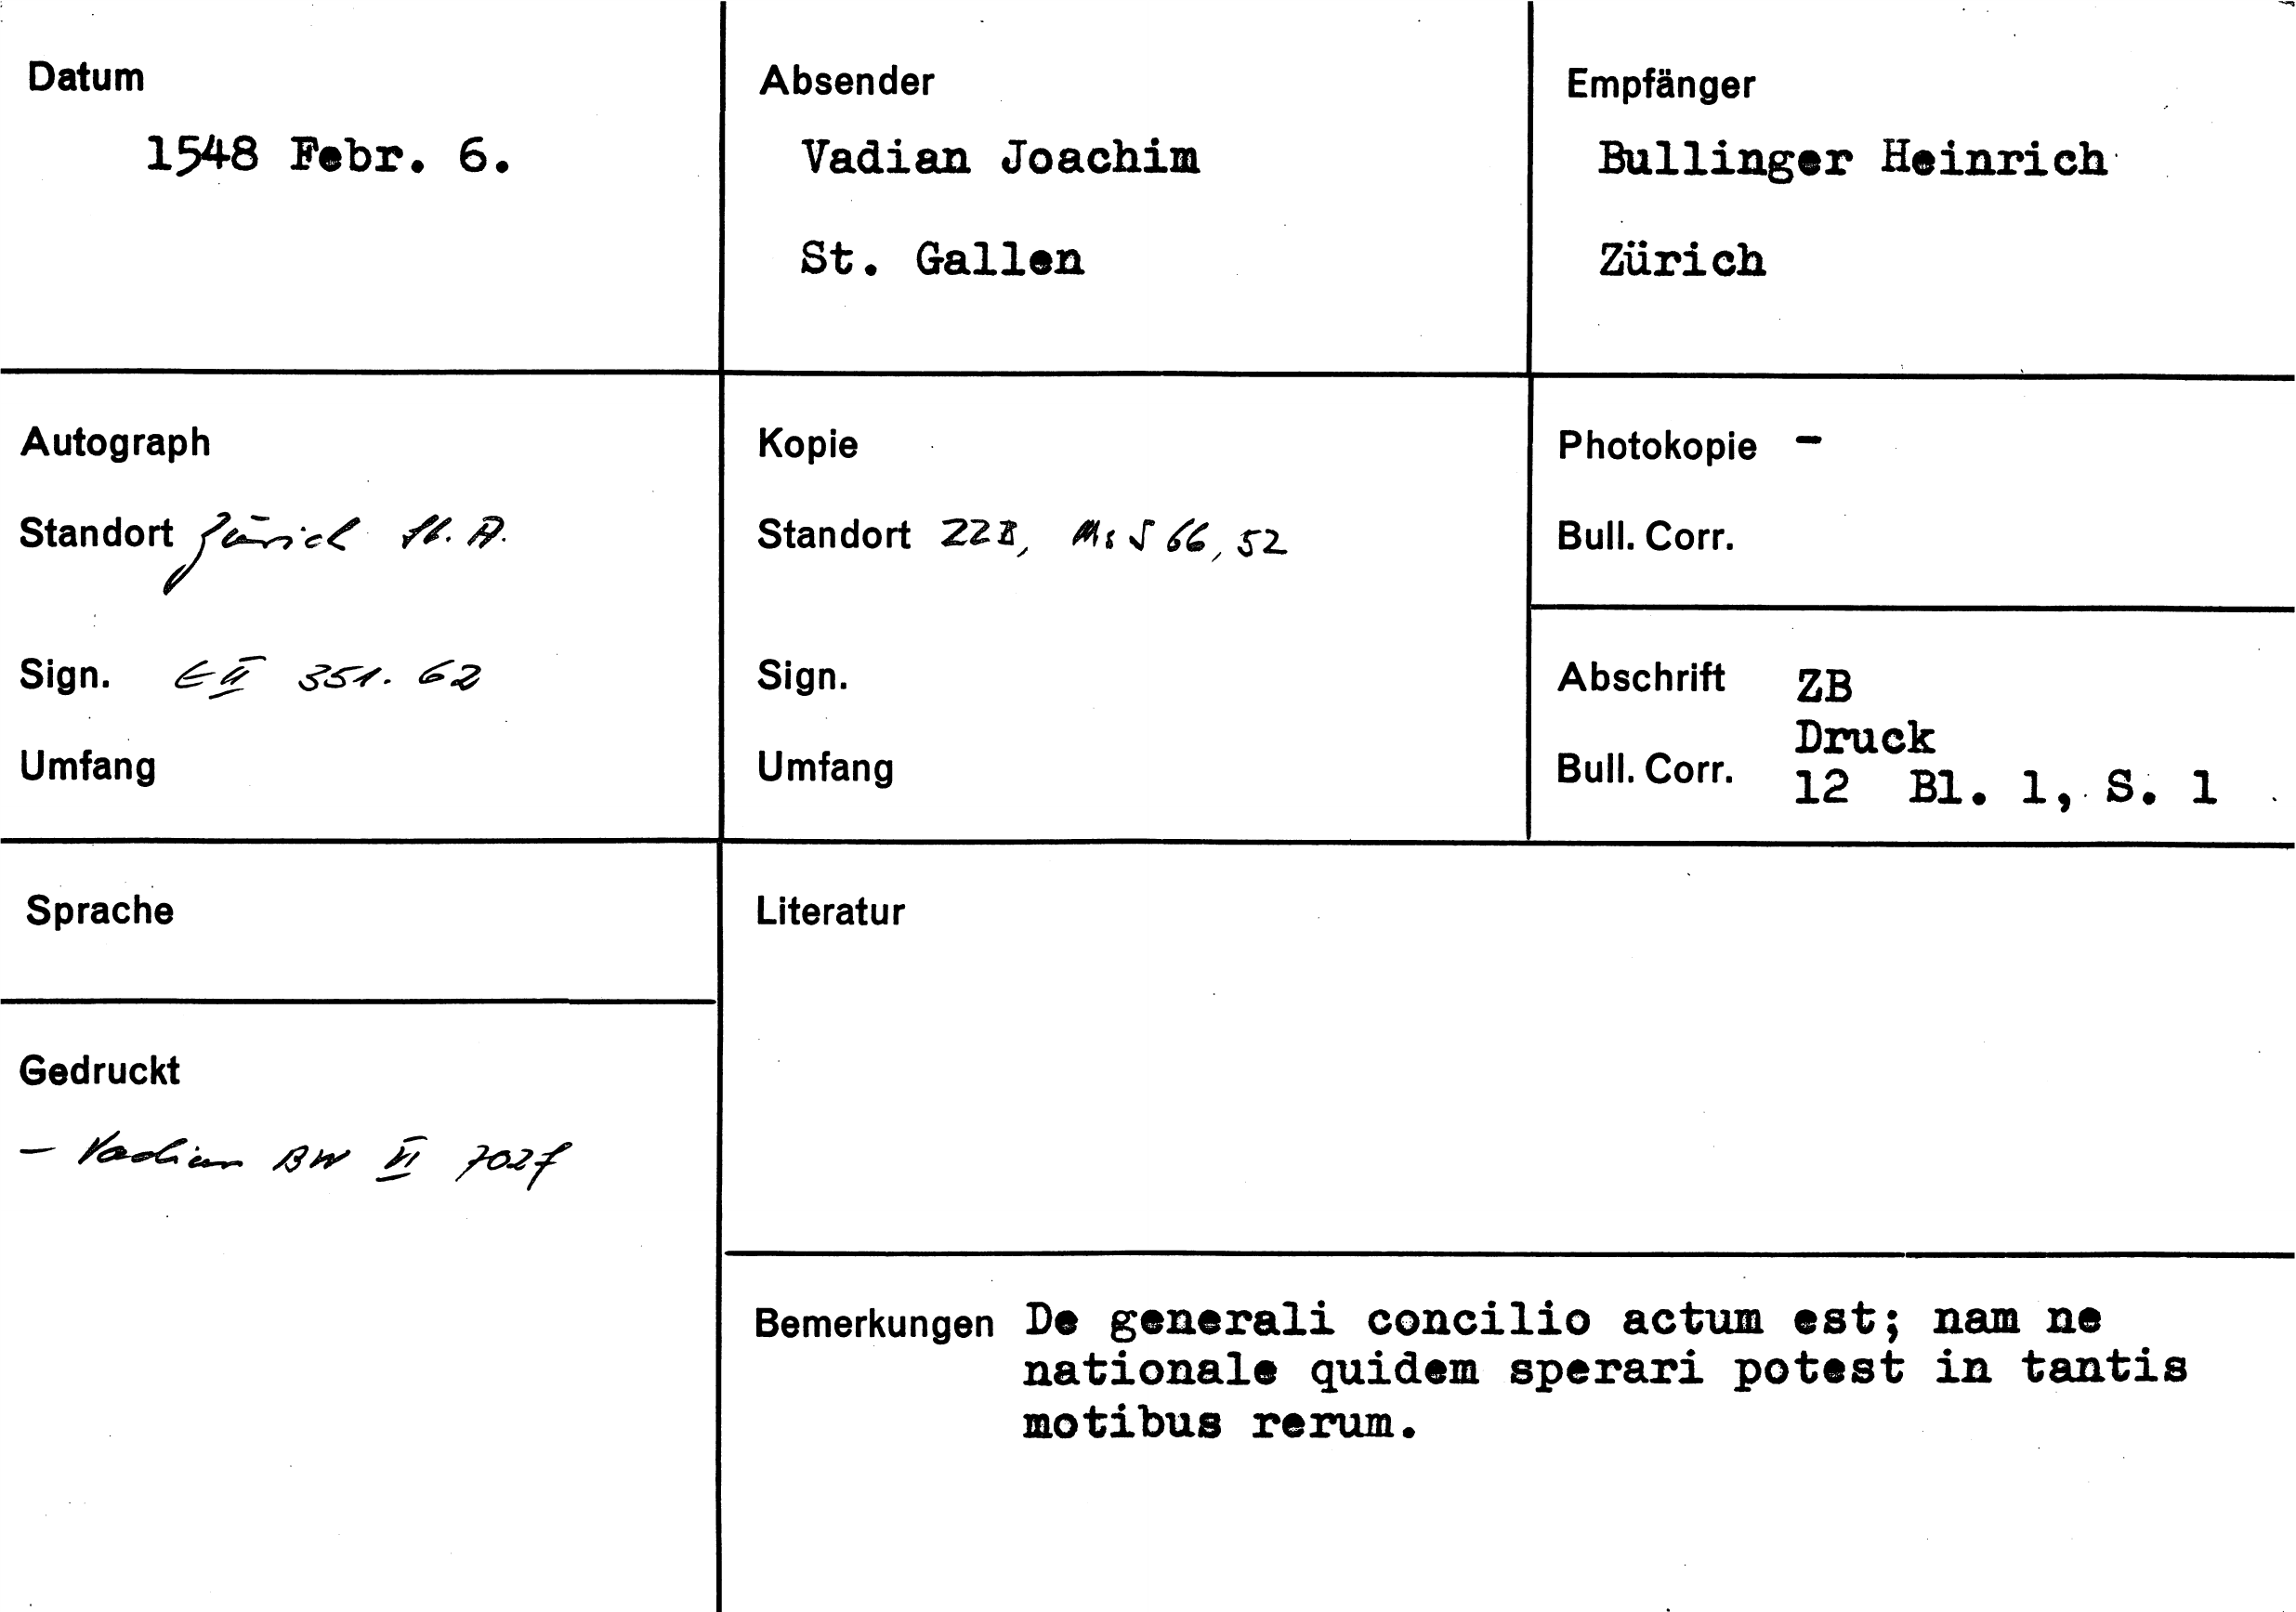 Datum
1548 Febr. 6.
Absender
Vadian Joachim
St. Gallen
Empfänger
Bullinger Heinrich
Zürich
Autograph
Standort Zürich St. A.
Sign. E II 351. 62
Umfang
Kopie
Standort ZZB, Ms S 66, 52
Sign.
Umfang
Photokopie -
Bull. Corr.
Abschrift ZB
Druck
Bull. Corr. 12 Bl. 1, S. 1
Sprache
Gedruckt
- Vadian BW VI 702f
Literatur
Bemerkungen De generali concilio actum est; nam ne
nationale quidem sperari potest in tantis
motibus rerum.